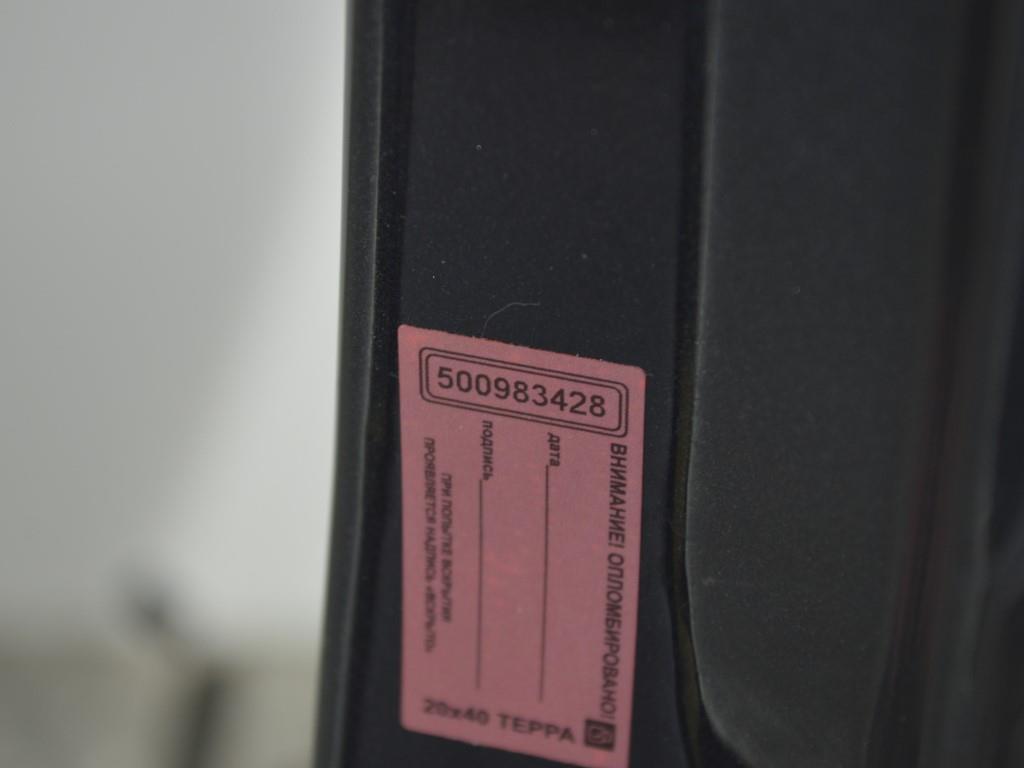 500983428
ВНИМАНИЕ! ОПЛОМБИРОВАНО!
дата
подпись
ПРИ ПОПЫТКЕ ВСКРЫТИЯ
ПРОЯВЛЯЕТСЯ НАДПИСЬ «ВСКРЫТО»
20х40 ТЕРРА